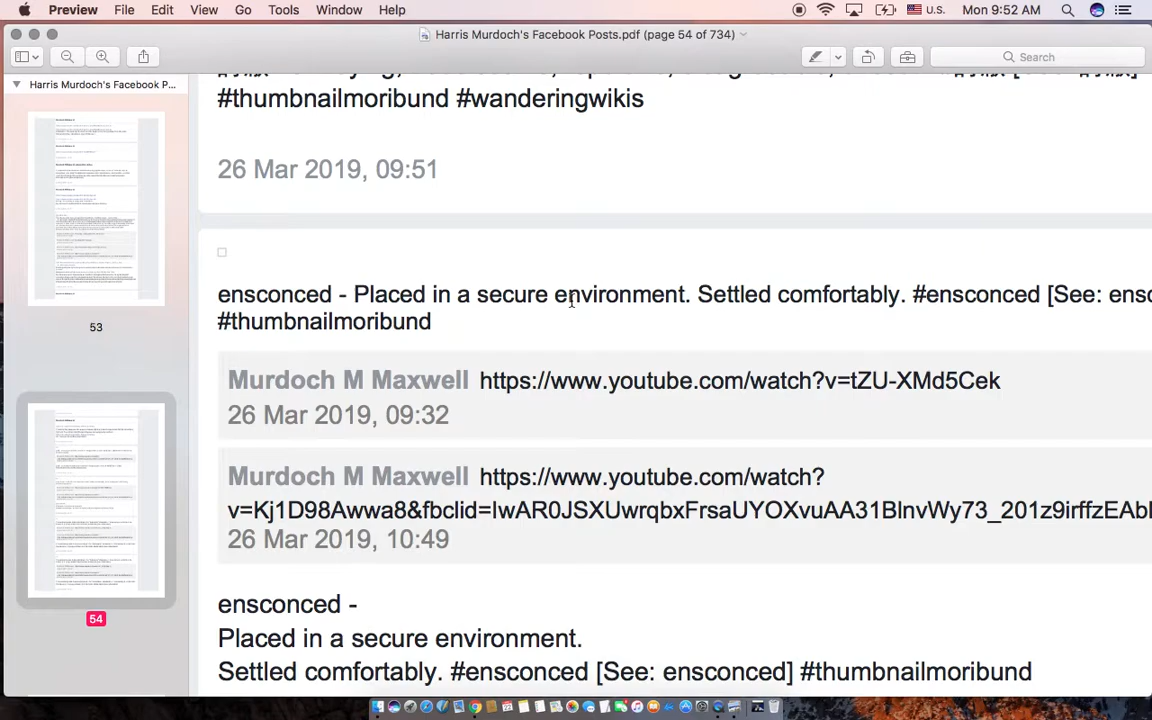 Preview File Edit View Go Tools Window Help U.S. Mon 9:52 AM
Harris Murdoch's Facebook Posts.pdf (page 54 of 734)
Search
Harris Murdoch's Facebook P...
#thumbnailmoribund #wanderingwikis
26 Mar 2019, 09:51
ensconced - Placed in a secure environment. Settled comfortably. #ensconced [See: ensc
#thumbnailmoribund
Murdoch M Maxwell https://www.youtube.com/watch?v=tZU-XMd5Cek
26 Mar 2019, 09:32
Murdoch M Maxwell https://www.youtube.com/watch?
v=Kj1D98Awwa8&fbclid=IwAR0JSXUwrqbxFrsaUYOXvuAA31BlnvWy73_201z9irffzEAbl
26 Mar 2019, 10:49
ensconced -
Placed in a secure environment.
Settled comfortably. #ensconced [See: ensconced] #thumbnailmoribund
53
54